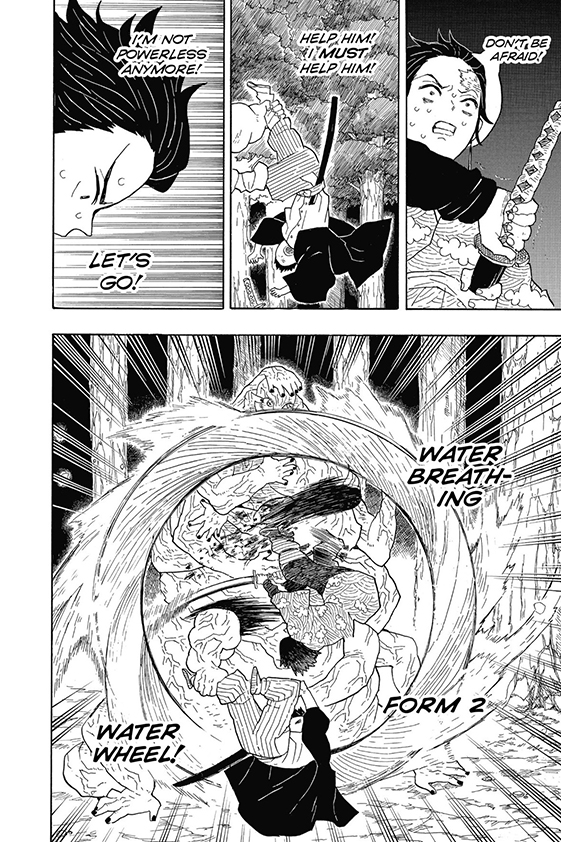 DON'T BE
AFRAID!
HELP HIM!
I MUST
HELP HIM!
I'M NOT
POWERLESS
ANYMORE!
LET'S
GO!
WATER
BREATH-
ING
FORM 2
WATER
WHEEL!